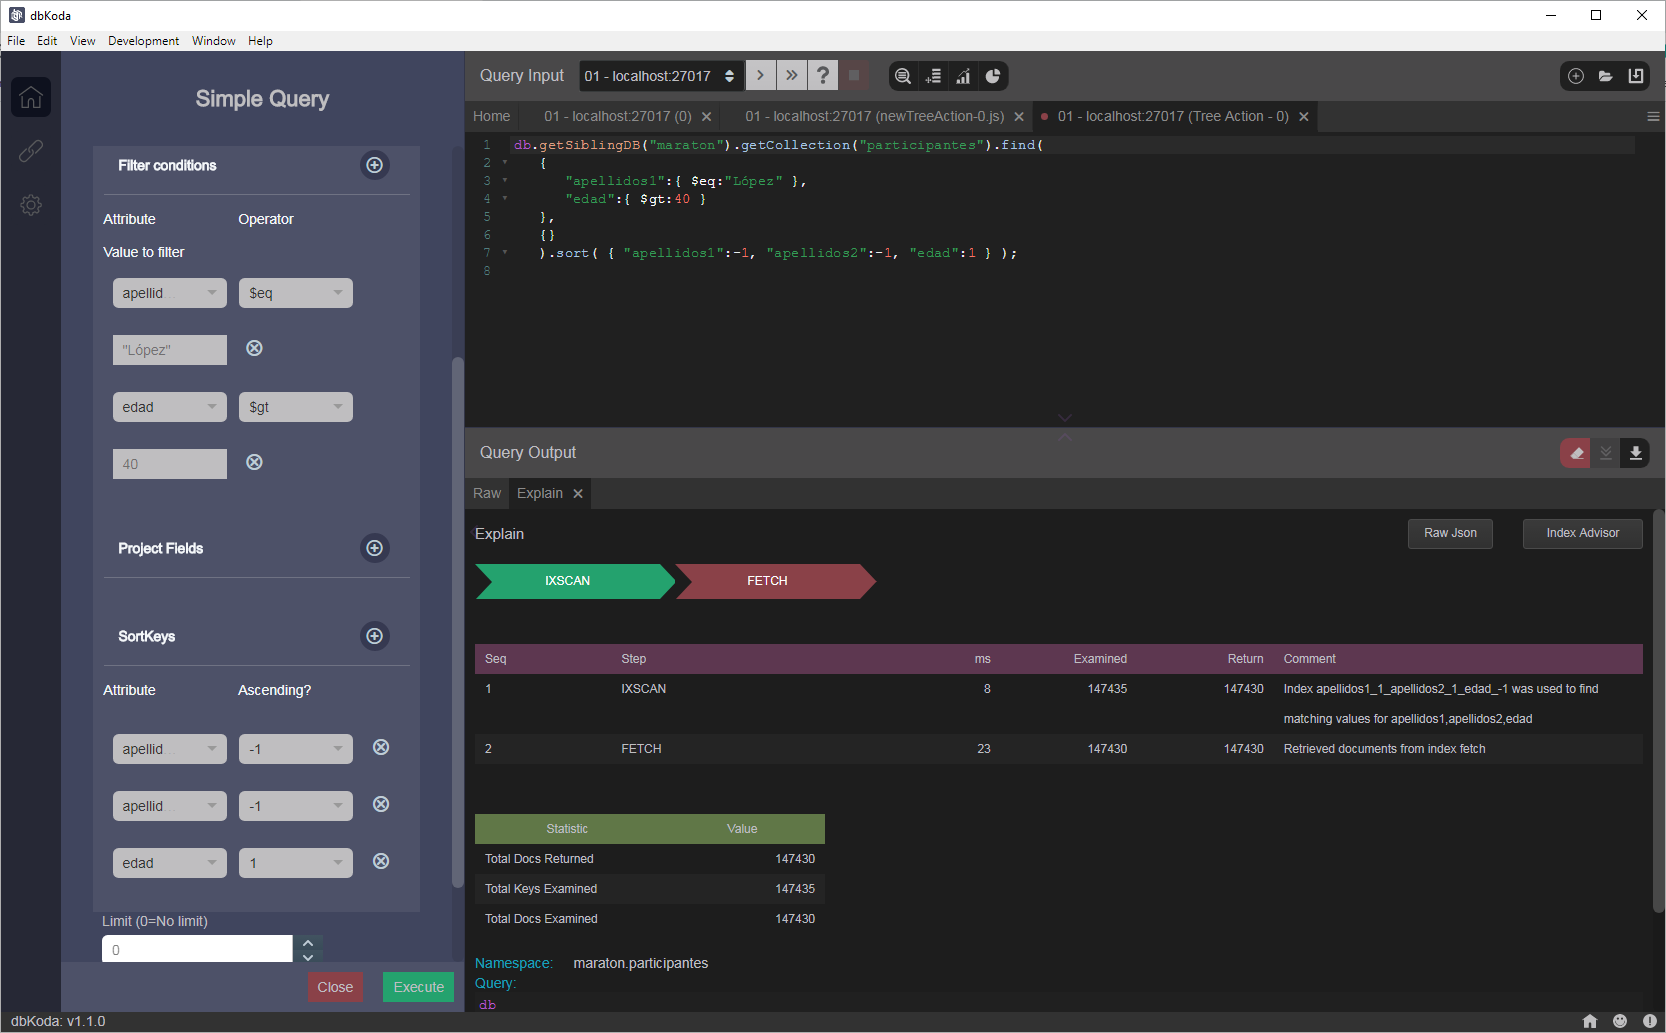 dbKoda
File Edit View Development Window Help
Simple Query
Filter conditions
Attribute Operator
Value to filter
apellid $eq
"López"
edad $gt
40
Project Fields
SortKeys
Attribute Ascending?
apellid -1
apellid -1
edad 1
Limit (0=No limit)
0
Close Execute
Query Input 01 - localhost:27017 ?
Home 01 - localhost:27017 (0) 01 - localhost:27017 (newTreeAction-0.js) 01 - localhost:27017 (Tree Action - 0)
1 db.getSiblingDB("maraton").getCollection("participantes").find(
2 {
3 "apellidos1":{ $eq:"López" },
4 "edad":{ $gt:40 }
5 },
6 {}
7 ).sort( { "apellidos1":-1, "apellidos2":-1, "edad":1 } );
8
Query Output
Raw Explain
Explain Raw Json Index Advisor
IXSCAN FETCH
Seq Step ms Examined Return Comment
1 IXSCAN 8 147435 147430 Index apellidos1_1_apellidos2_1_edad_-1 was used to find
matching values for apellidos1,apellidos2,edad
2 FETCH 23 147430 147430 Retrieved documents from index fetch
Statistic Value
Total Docs Returned 147430
Total Keys Examined 147435
Total Docs Examined 147430
Namespace: maraton.participantes
Query:
db
dbKoda: v1.1.0